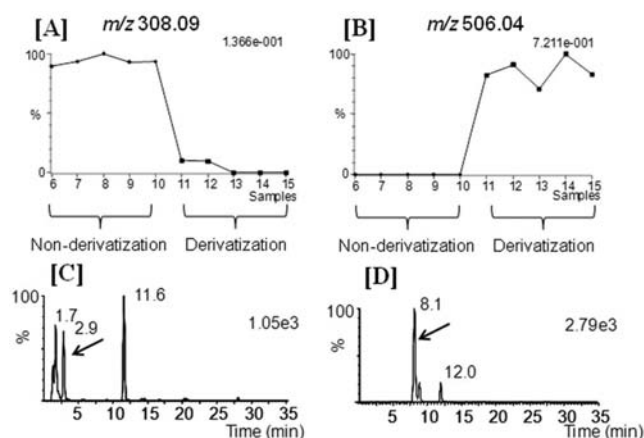 [A]
m/z 308.09
1.366e-001
100
%
0
6 7 8 9 10 11 12 13 14 15
Samples
Non-derivatization Derivatization
[B]
m/z 506.04
7.211e-001
100
%
0
6 7 8 9 10 11 12 13 14 15
Samples
Non-derivatization Derivatization
[C]
100
%
1.7
2.9
11.6
1.05e3
5 10 15 20 25 30 35
Time (min)
[D]
100
%
8.1
12.0
2.79e3
5 10 15 20 25 30 35
Time (min)